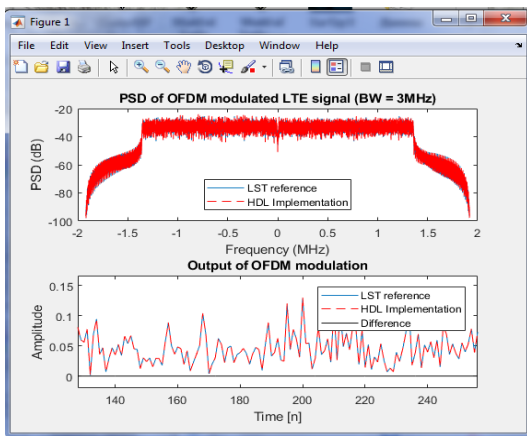 Figure 1
File Edit View Insert Tools Desktop Window Help
PSD of OFDM modulated LTE signal (BW = 3MHz)
-20
-40
-60
-80
-100
PSD (dB)
LST reference
HDL Implementation
-2 -1.5 -1 -0.5 0 0.5 1 1.5 2
Frequency (MHz)
Output of OFDM modulation
0.15
0.1
0.05
0
Amplitude
LST reference
HDL Implementation
Difference
140 160 180 200 220 240
Time [n]